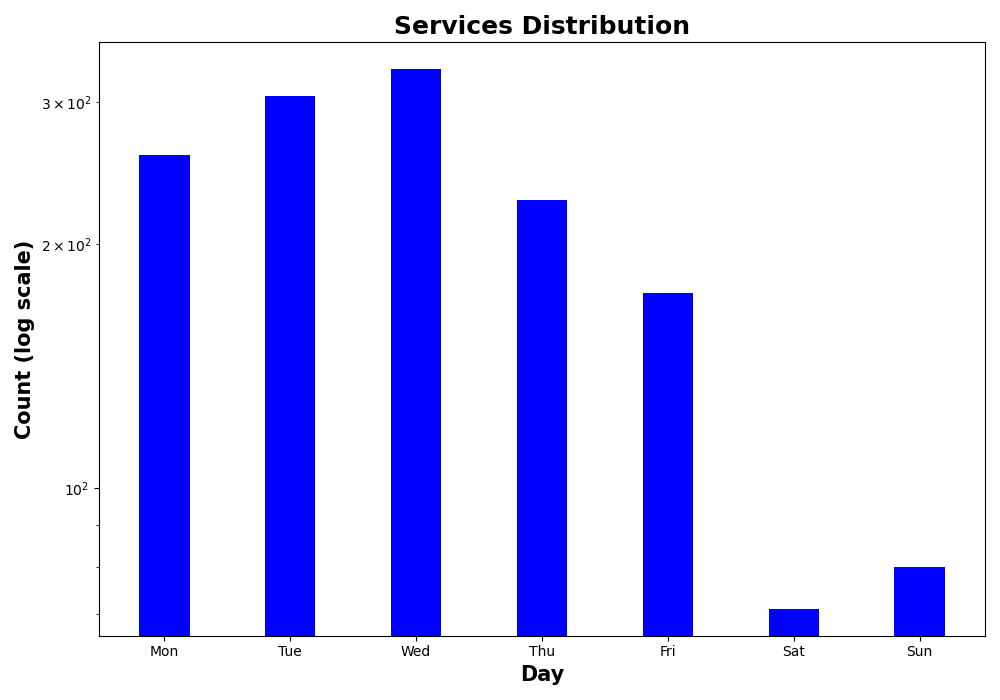 Services Distribution
3 × 10²
2 × 10²
10²
Count (log scale)
Mon Tue Wed Thu Fri Sat Sun
Day